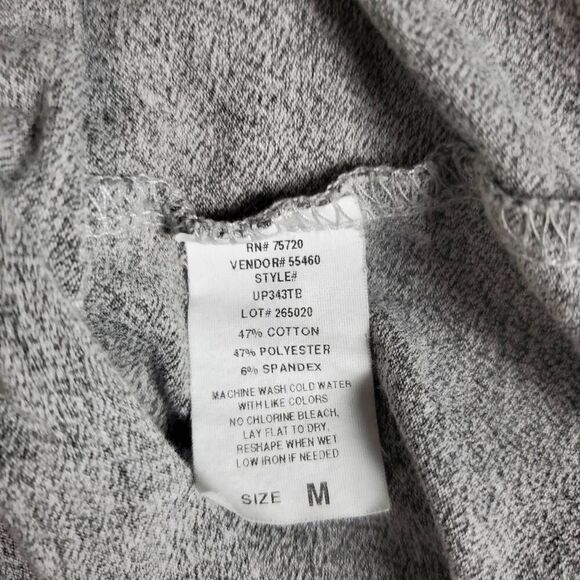 RN# 75720
VENDOR# 55460
STYLE#
UP343TB
LOT# 265020
47% COTTON
47% POLYESTER
6% SPANDEX
MACHINE WASH COLD WATER
WITH LIKE COLORS
NO CHLORINE BLEACH,
LAY FLAT TO DRY,
RESHAPE WHEN WET
LOW IRON IF NEEDED
SIZE M